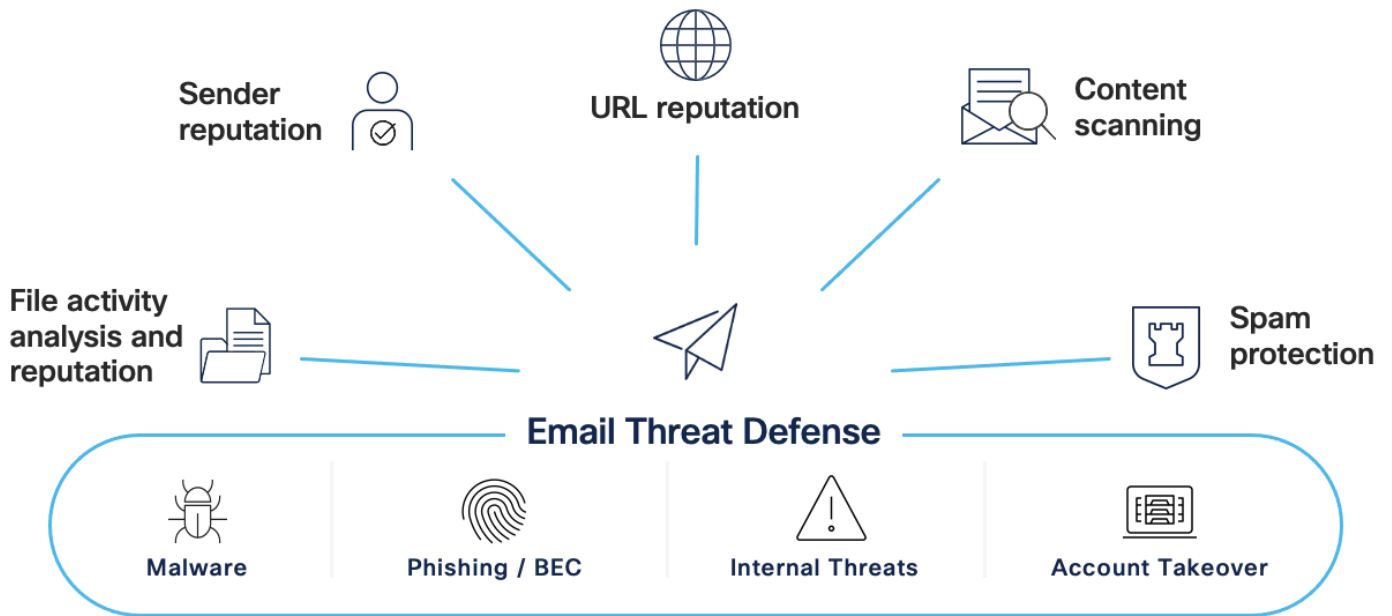 Sender
reputation
URL reputation
Content
scanning
File activity
analysis and
reputation
Spam
protection
Email Threat Defense
Malware
Phishing / BEC
Internal Threats
Account Takeover